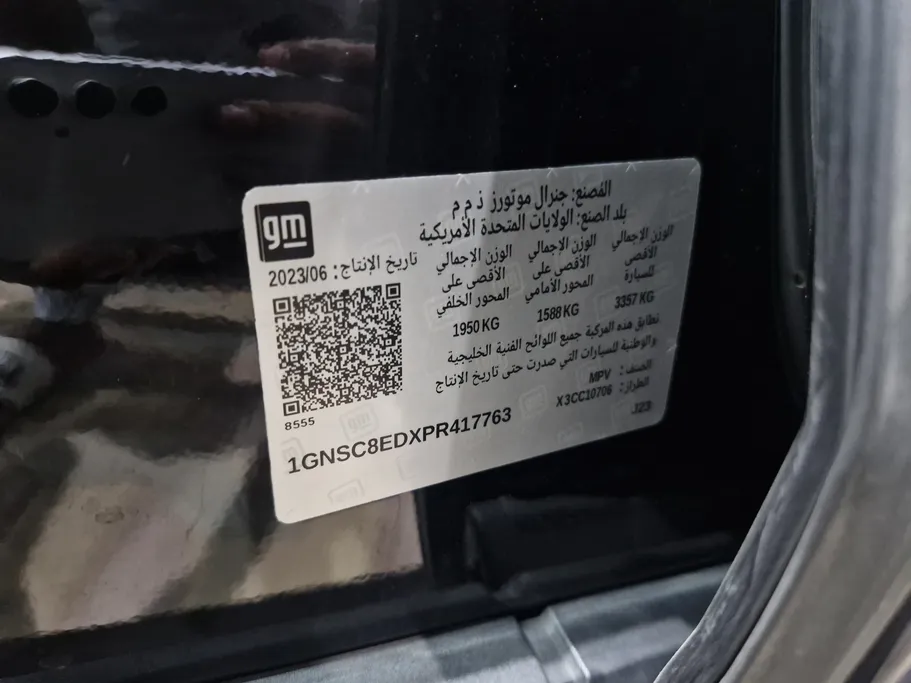 gm
المُصنع: جنرال موتورز ذ م م
بلد الصنع: الولايات المتحدة الأمريكية
تاريخ الإنتاج: 2023/06
الوزن الإجمالي الأقصى للسيارة
3357 KG
الوزن الإجمالي الأقصى على المحور الأمامي
1588 KG
الوزن الإجمالي الأقصى على المحور الخلفي
1950 KG
تطابق هذه المركبة جميع اللوائح الفنية الخليجية
والوطنية للسيارات التي صدرت حتى تاريخ الإنتاج
الصنف: MPV
الطراز: X3CC10706
J23
8555
1GNSC8EDXPR417763